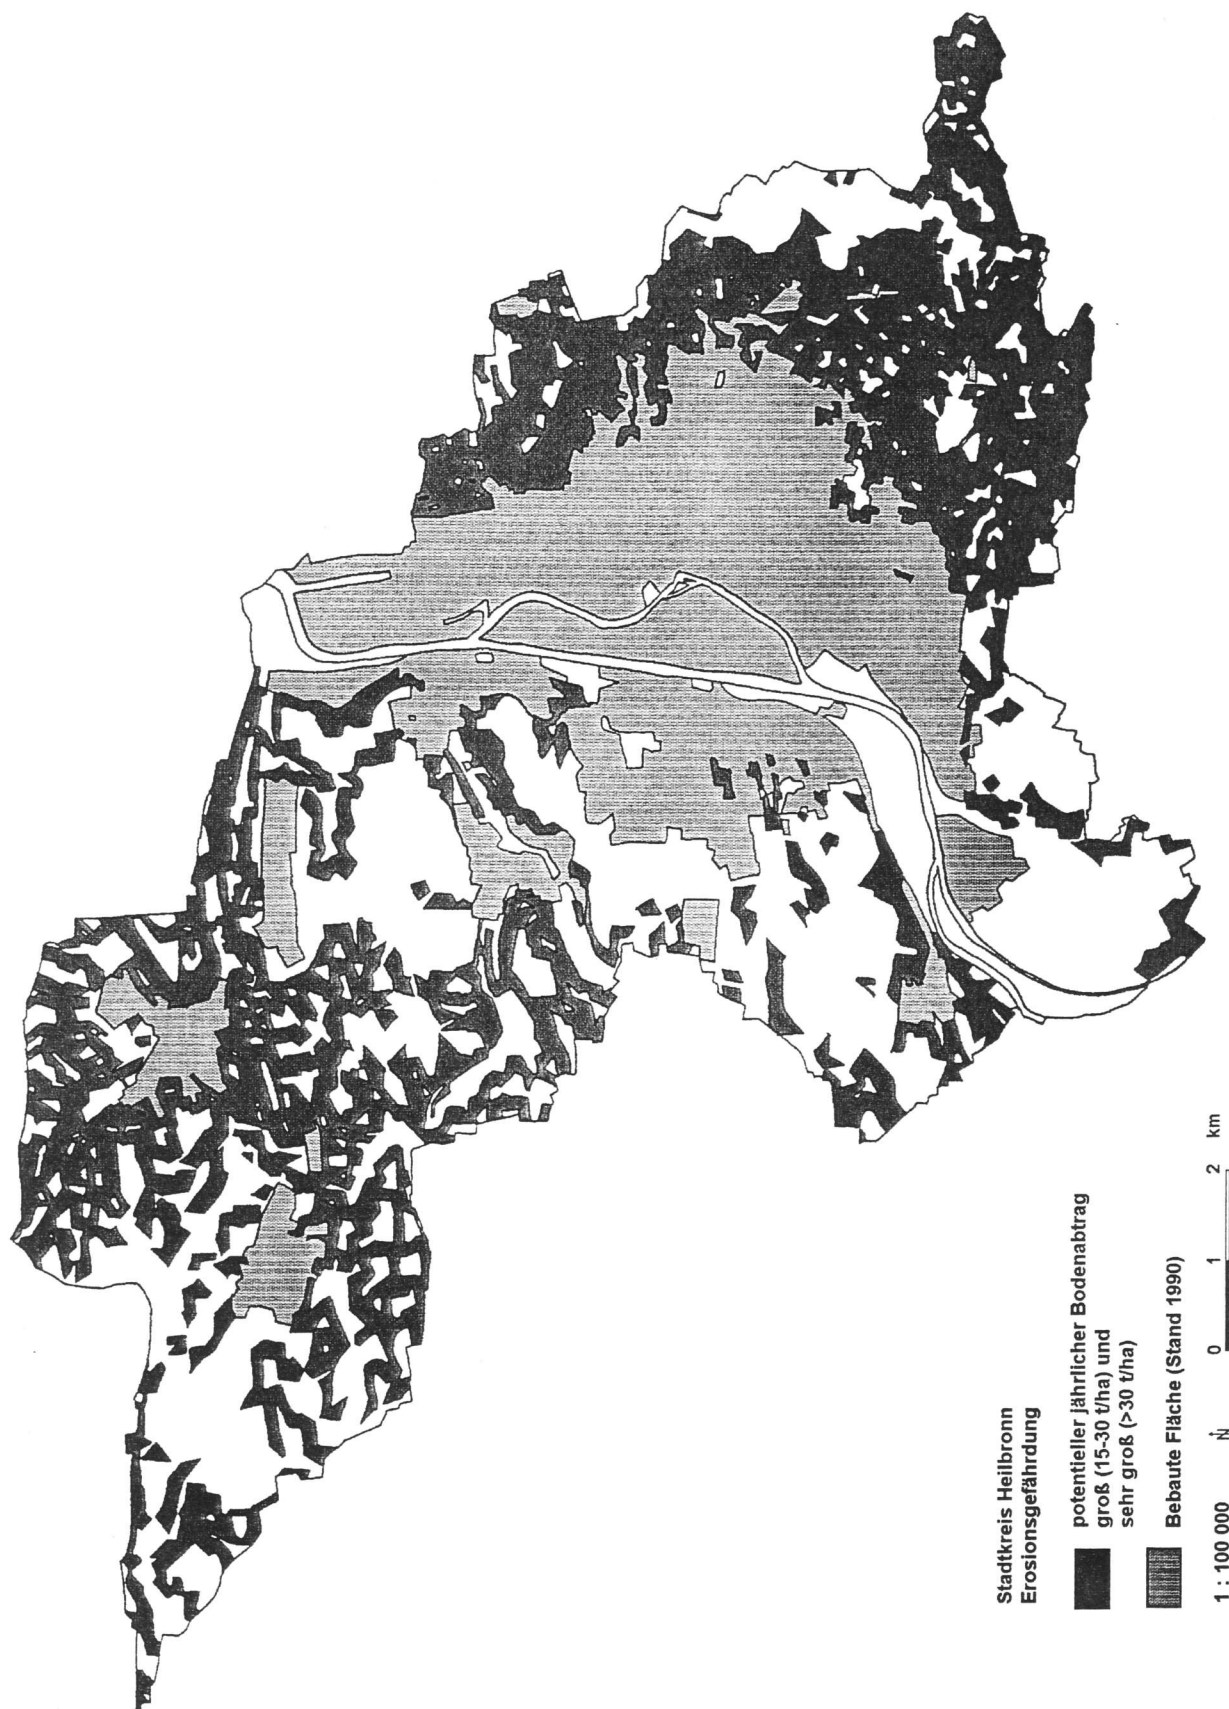 Stadtkreis Heilbronn
Erosionsgefährdung
potentieller jährlicher Bodenabtrag
groß (15-30 t/ha) und
sehr groß (>30 t/ha)
Bebaute Fläche (Stand 1990)
1 : 100 000 N 0 1 2 km